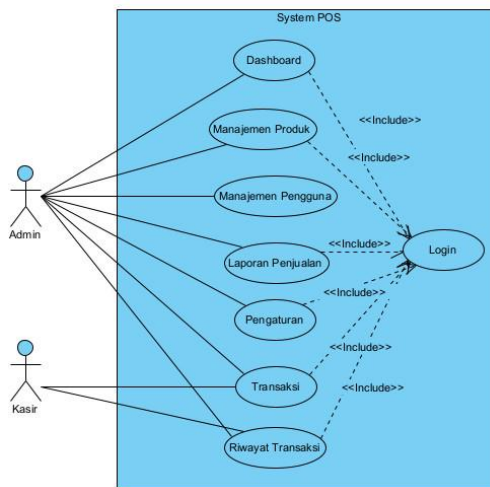 System POS
Dashboard
<<Include>>
Manajemen Produk
<<Include>>
Admin
Manajemen Pengguna
Laporan Penjualan
<<Include>>
Login
Pengaturan
<<Include>>
<<Include>>
Kasir
Transaksi
<<Include>>
Riwayat Transaksi